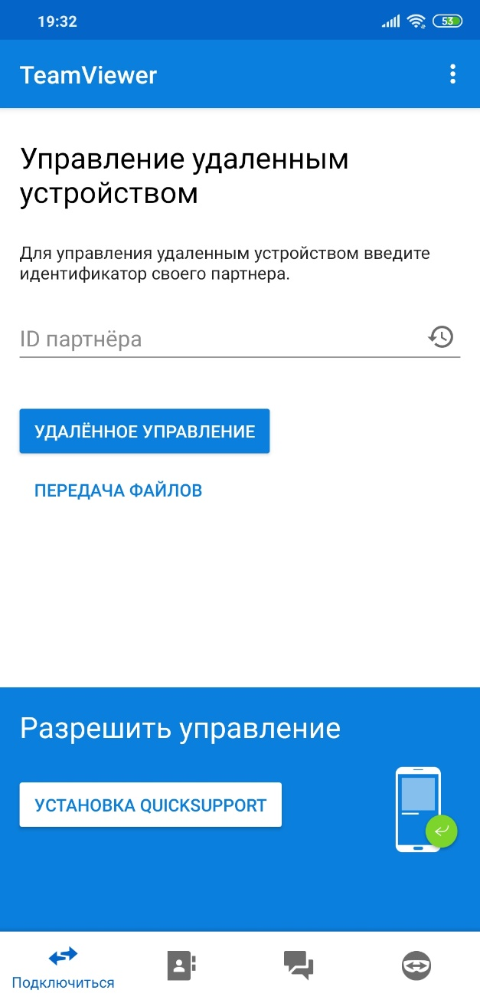 19:32
53
TeamViewer
Управление удаленным
устройством
Для управления удаленным устройством введите
идентификатор своего партнера.
ID партнёра
УДАЛЁННОЕ УПРАВЛЕНИЕ
ПЕРЕДАЧА ФАЙЛОВ
Разрешить управление
УСТАНОВКА QUICKSUPPORT
Подключиться